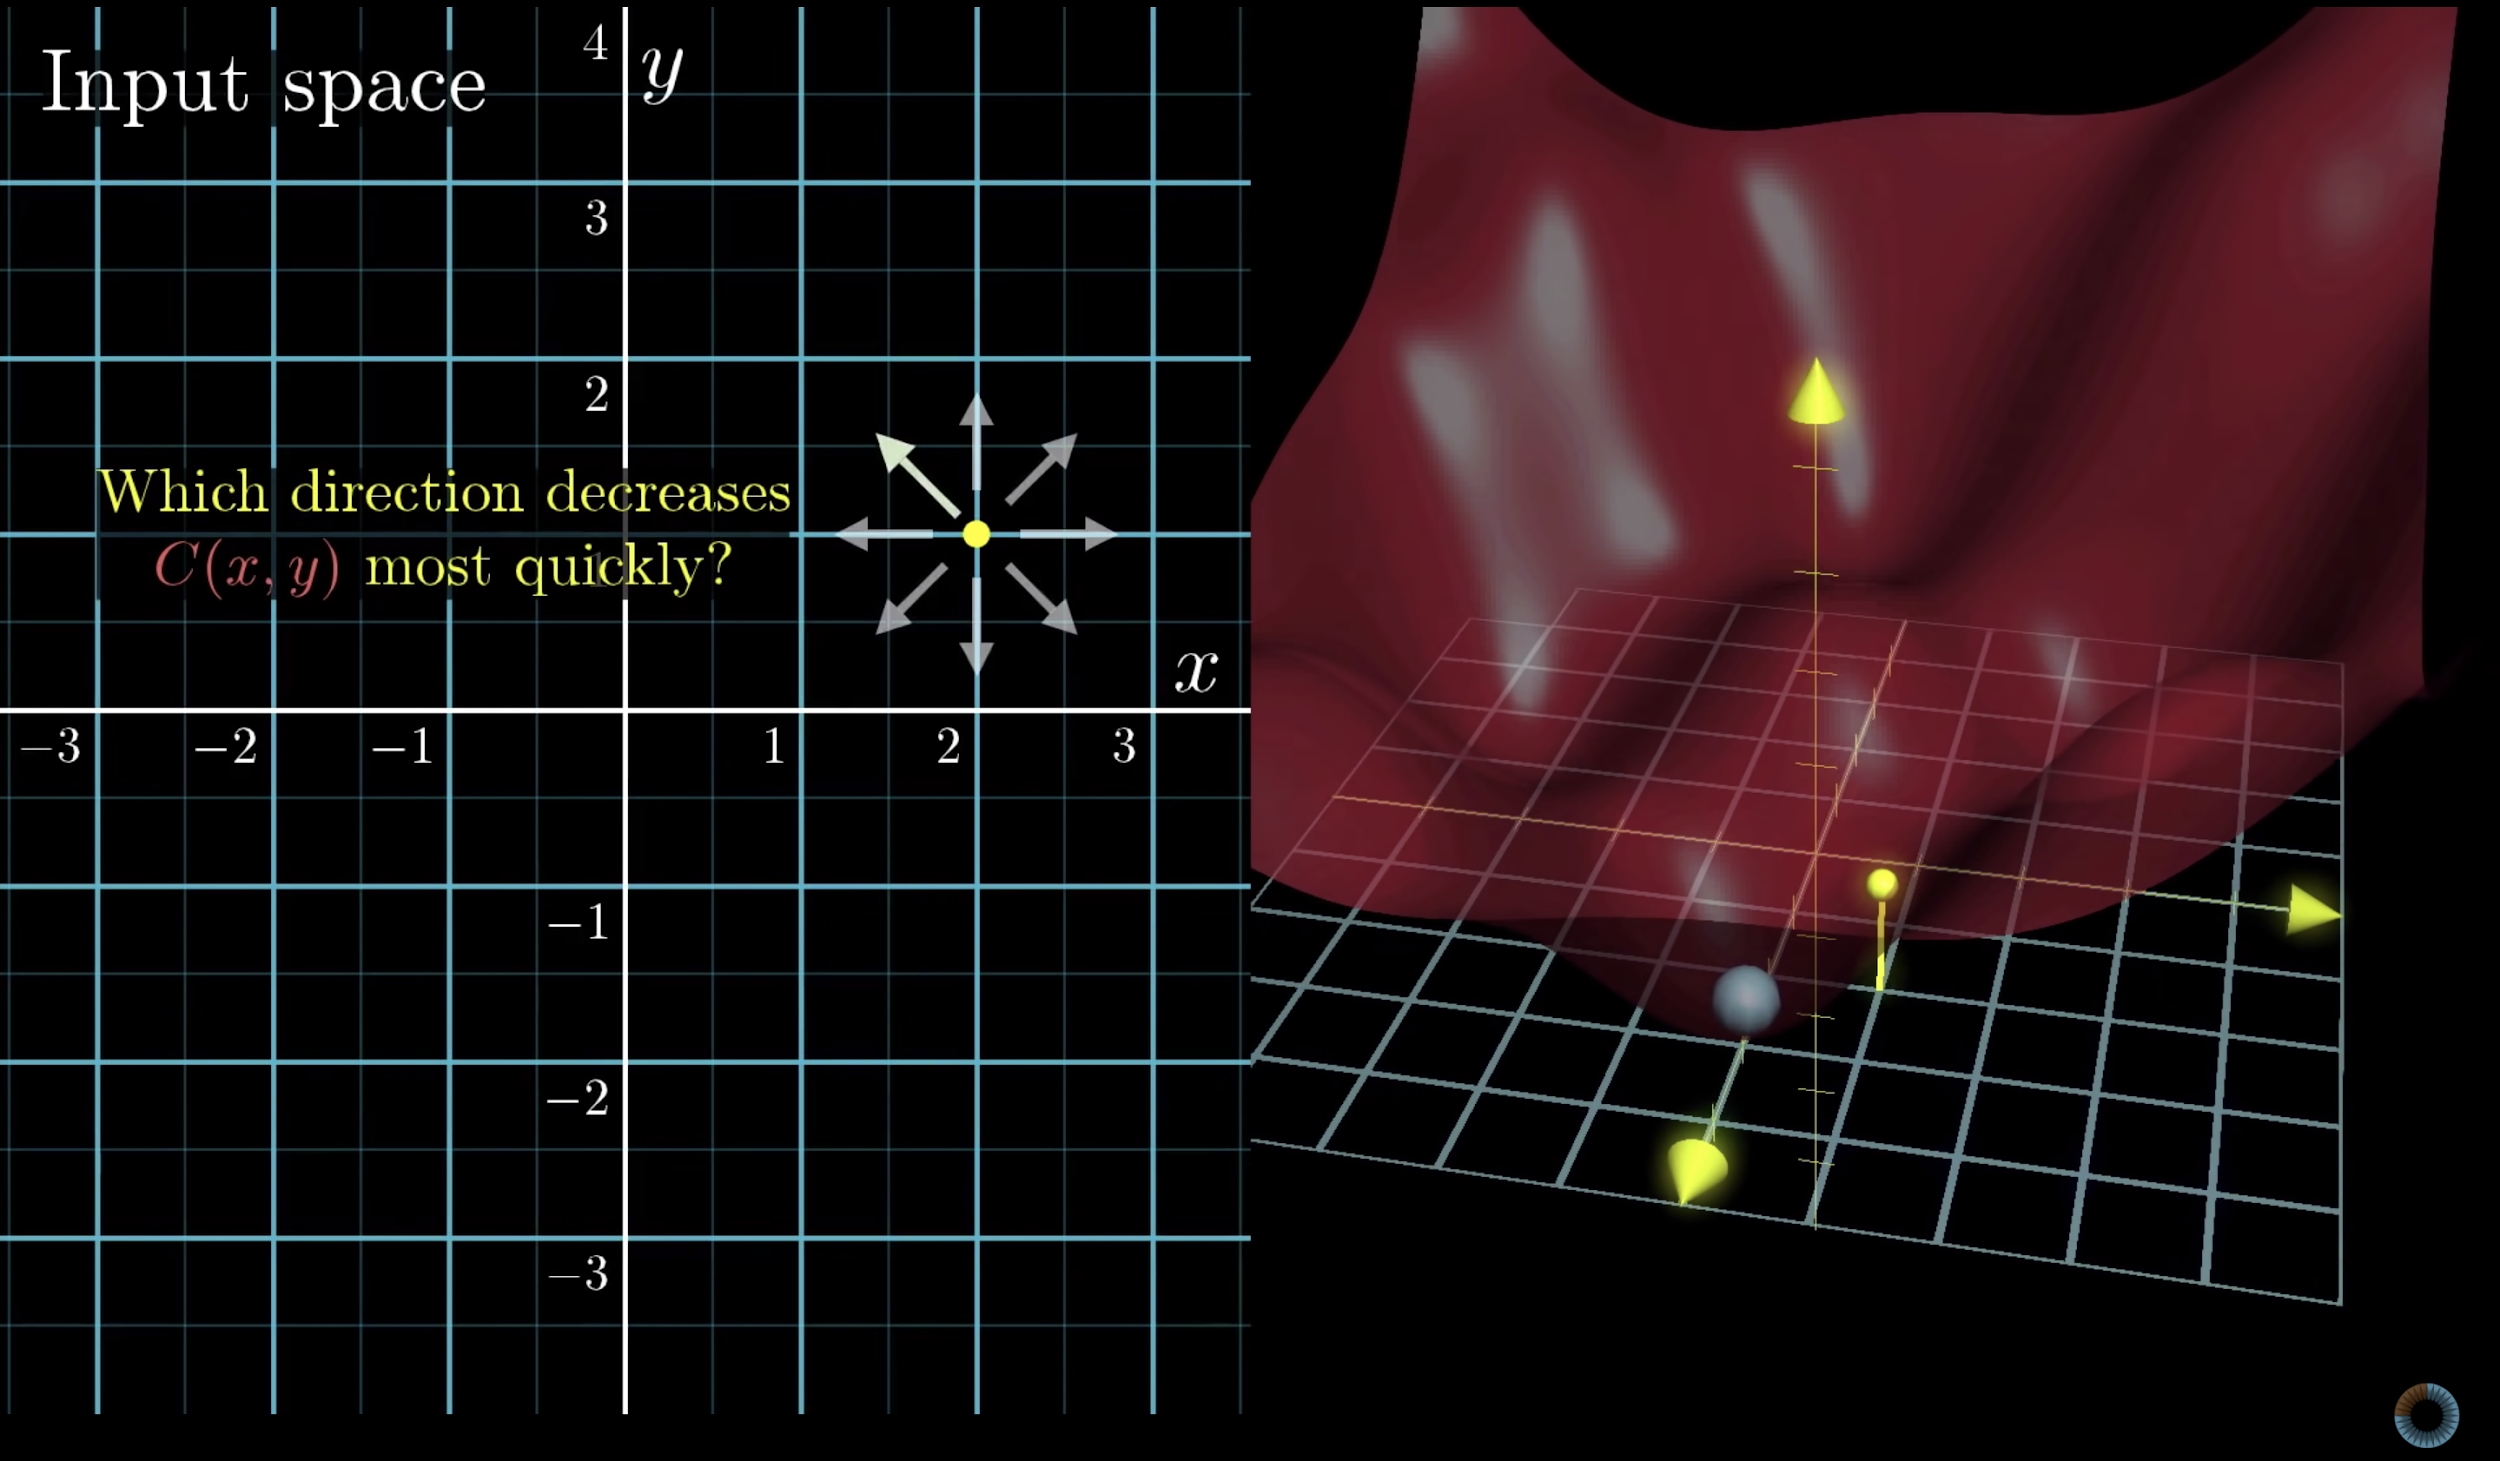 Input space
y
4
3
2
Which direction decreases
C(x, y) most quickly?
1
x
−3
−2
−1
1
2
3
−1
−2
−3